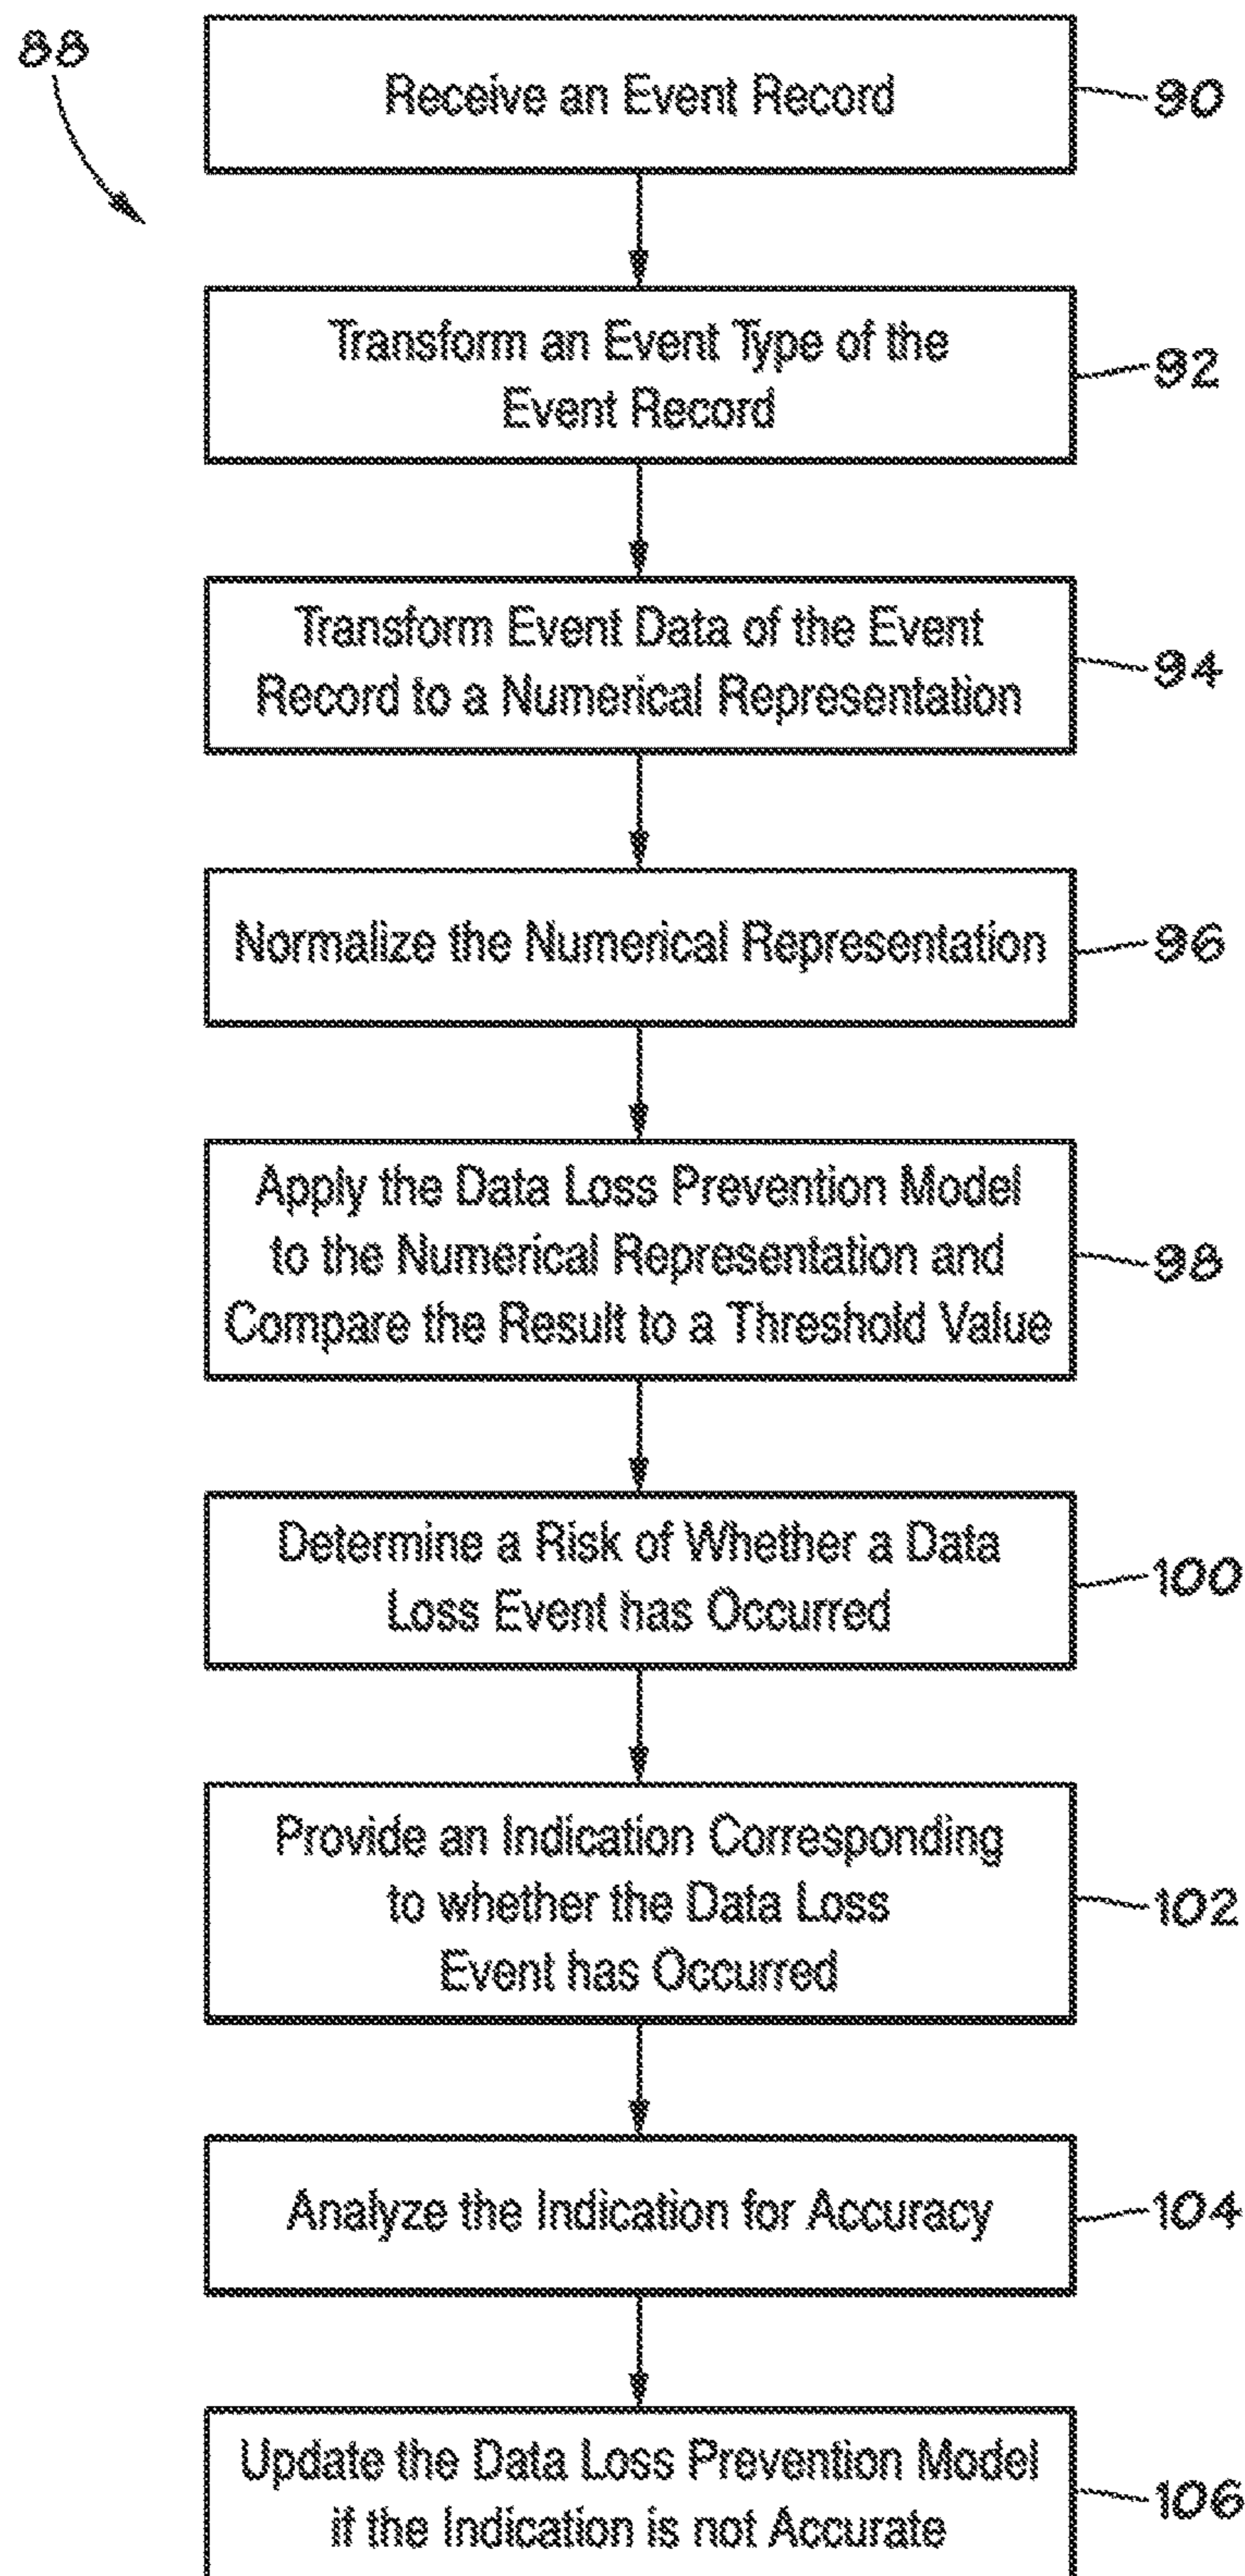 88
Receive an Event Record
90
Transform an Event Type of the
Event Record
92
Transform Event Data of the Event
Record to a Numerical Representation
94
Normalize the Numerical Representation
96
Apply the Data Loss Prevention Model
to the Numerical Representation and
Compare the Result to a Threshold Value
98
Determine a Risk of Whether a Data
Loss Event has Occurred
100
Provide an Indication Corresponding
to whether the Data Loss
Event has Occurred
102
Analyze the Indication for Accuracy
104
Update the Data Loss Prevention Model
if the Indication is not Accurate
106